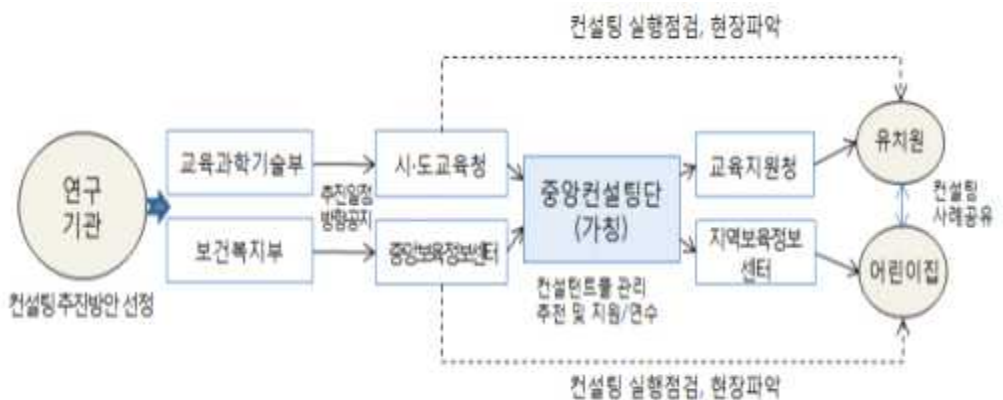 컨설팅 실행점검, 현장파악
연구
기관
컨설팅 추진방안 선정
교육과학기술부
보건복지부
추진일정
방향공지
시·도교육청
중앙보육정보센터
중앙컨설팅단
(가칭)
컨설턴트풀 관리
추천 및 지원/연수
교육지원청
지역보육정보
센터
유치원
컨설팅
사례공유
어린이집
컨설팅 실행점검, 현장파악